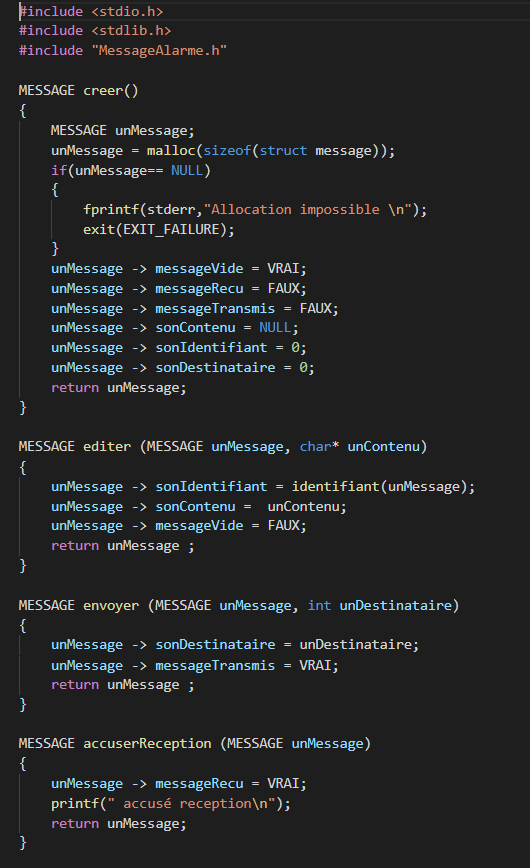 #include <stdio.h>
#include <stdlib.h>
#include "MessageAlarme.h"

MESSAGE creer()
{
    MESSAGE unMessage;
    unMessage = malloc(sizeof(struct message));
    if(unMessage== NULL)
    {
        fprintf(stderr,"Allocation impossible \n");
        exit(EXIT_FAILURE);
    }
    unMessage -> messageVide = VRAI;
    unMessage -> messageRecu = FAUX;
    unMessage -> messageTransmis = FAUX;
    unMessage -> sonContenu = NULL;
    unMessage -> sonIdentifiant = 0;
    unMessage -> sonDestinataire = 0;
    return unMessage;
}

MESSAGE editer (MESSAGE unMessage, char* unContenu)
{
    unMessage -> sonIdentifiant = identifiant(unMessage);
    unMessage -> sonContenu =  unContenu;
    unMessage -> messageVide = FAUX;
    return unMessage ;
}

MESSAGE envoyer (MESSAGE unMessage, int unDestinataire)
{
    unMessage -> sonDestinataire = unDestinataire;
    unMessage -> messageTransmis = VRAI;
    return unMessage ;
}

MESSAGE accuserReception (MESSAGE unMessage)
{
    unMessage -> messageRecu = VRAI;
    printf(" accusé reception\n");
    return unMessage;
}